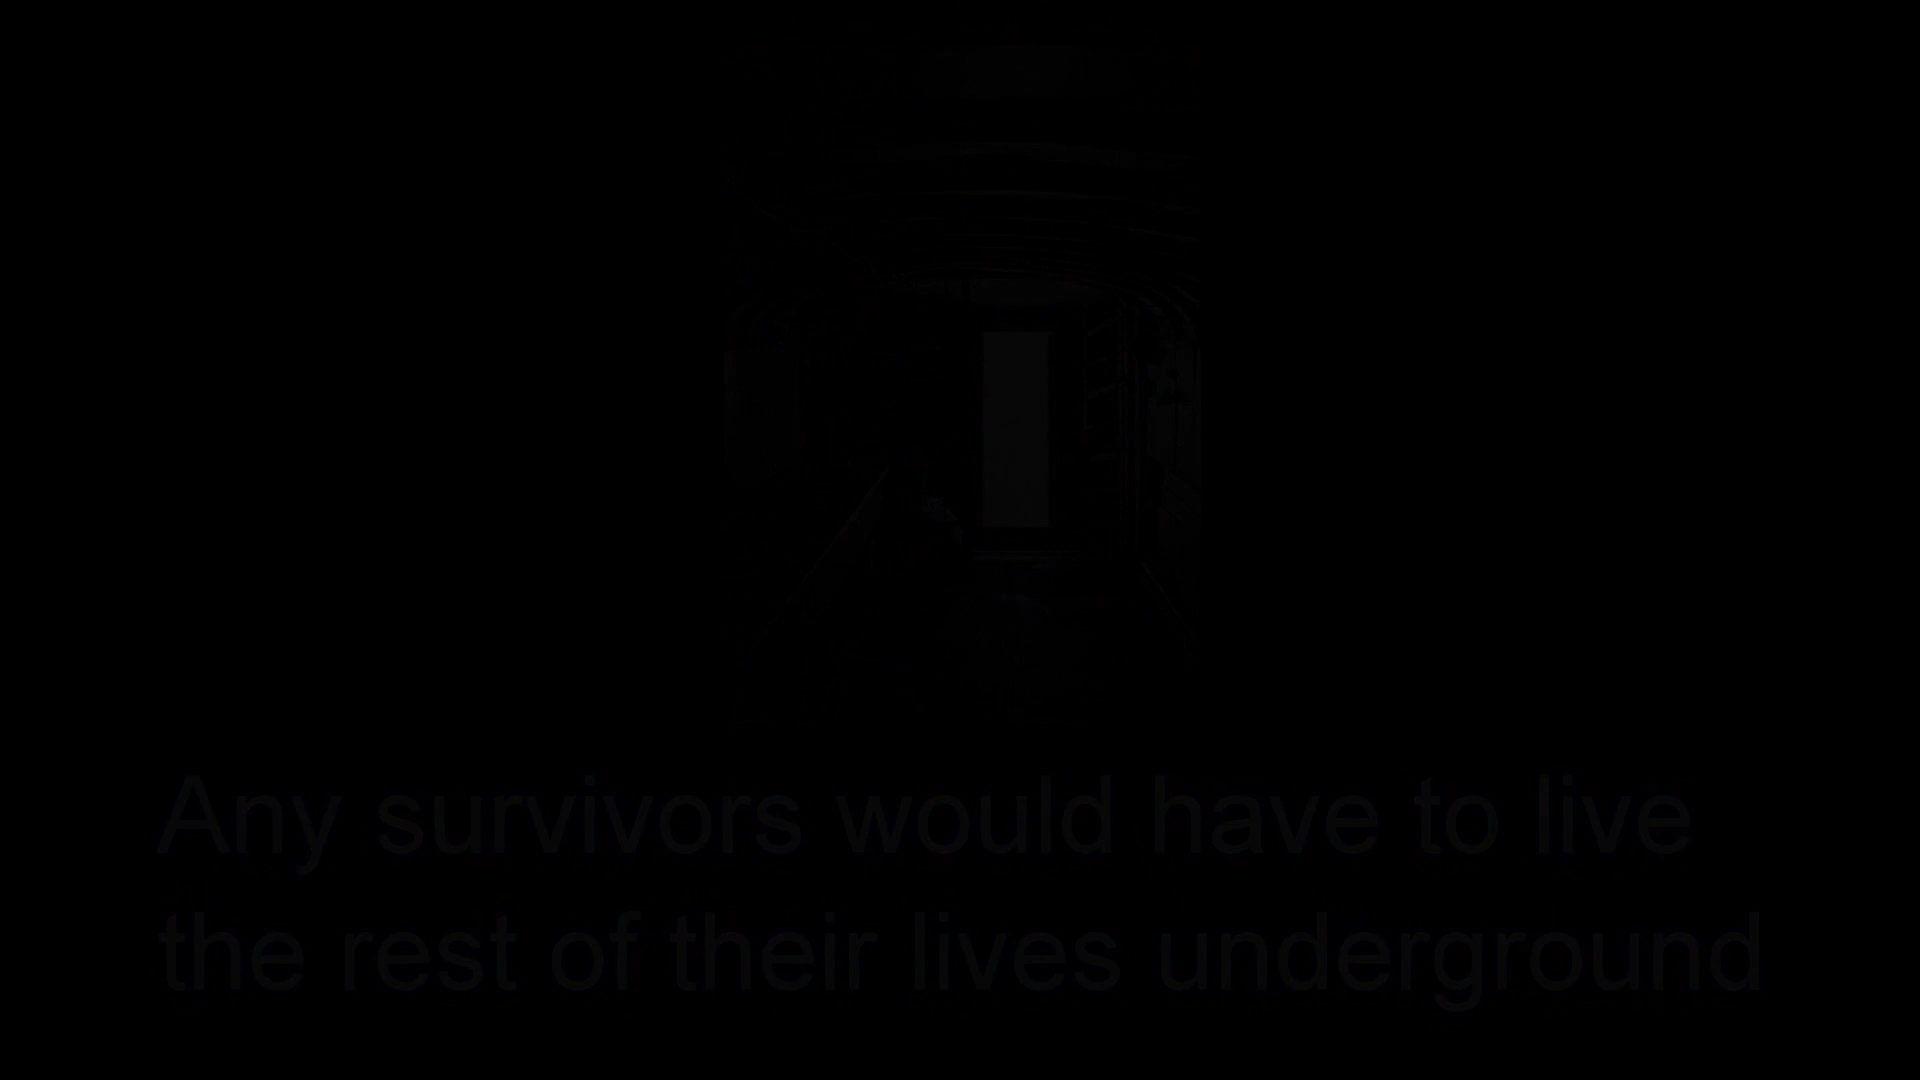 Any survivors would have to live
the rest of their lives underground